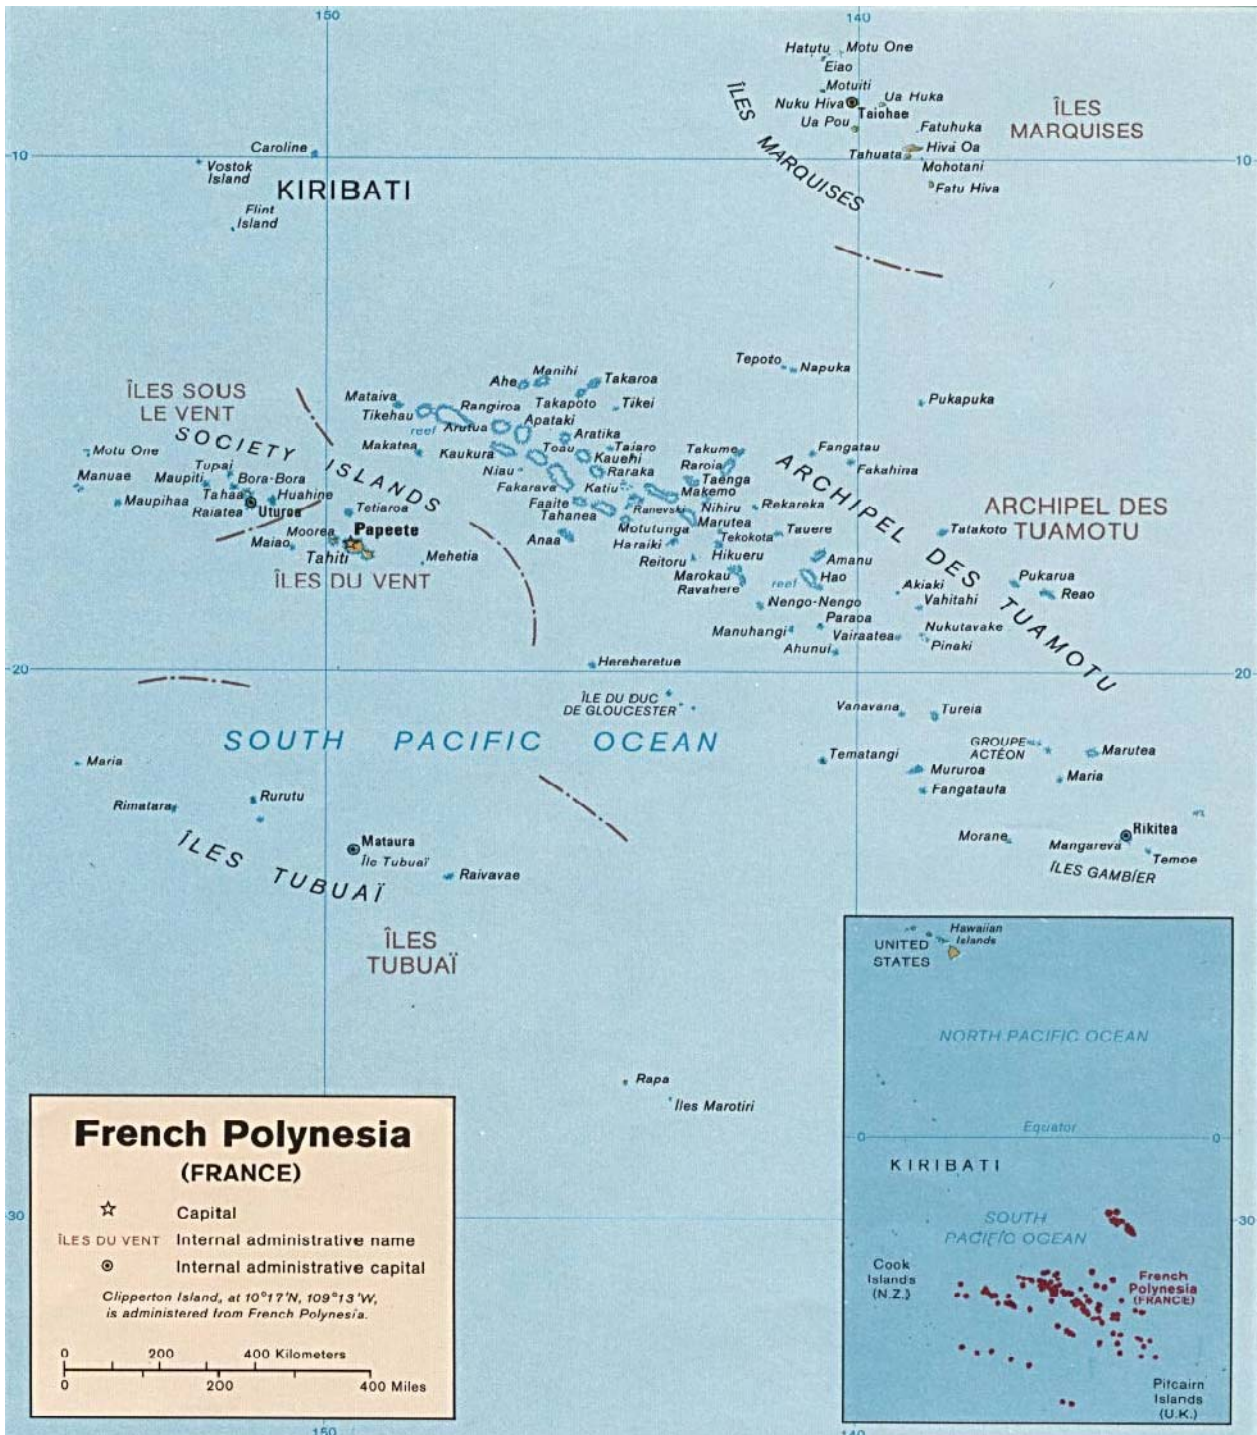 150
140
Hatutu
Motu One
Eiao
Motuiti
Nuku Hiva
Ua Huka
Taiohae
Ua Pou
Fatuhuka
Hiva Oa
Tahuata
Mohotani
Fatu Hiva
ÎLES MARQUISES
ÎLES
MARQUISES
10
10
Caroline
Vostok
Island
KIRIBATI
Flint
Island
Tepoto
Napuka
Pukapuka
ÎLES SOUS
LE VENT
SOCIETY ISLANDS
Mataiva
Tikehau
Rangiroa
Ahe
Manihi
Takaroa
Takapoto
Tikei
reef
Arutua
Apataki
Aratika
Makatea
Kaukura
Toau
Taiaro
Kauehi
Niau
Raraka
Fakarava
Katiu
Takume
Raroia
Taenga
Makemo
Fangatau
Fakahina
Motu One
Manuae
Maupiti
Tupai
Bora-Bora
Tahaa
Huahine
Maupihaa
Raiatea
Uturoa
Tetiaroa
Moorea
Papeete
Maiao
Tahiti
Mehetia
ÎLES DU VENT
Faaite
Tahanea
Ranevski
Nihiru
Rekareka
Anaa
Motutunga
Marutea
Haraiki
Tekokota
Tauere
Reitoru
Hikueru
Amanu
Marokau
Ravahere
reef
Hao
ARCHIPEL DES TUAMOTU
ARCHIPEL DES
TUAMOTU
Tatakoto
Pukarua
Reao
Akiaki
Vahitahi
Nengo-Nengo
Paraoa
Manuhangi
Vairaatea
Nukutavake
Ahunui
Pinaki
20
20
Hereheretue
ÎLE DU DUC
DE GLOUCESTER
SOUTH PACIFIC OCEAN
Vanavana
Tureia
GROUPE
ACTÉON
Marutea
Tematangi
Mururoa
Maria
Fangataufa
Morane
Rikitea
Mangareva
Temoe
ÎLES GAMBÍER
Maria
Rimatara
Rurutu
Mataura
Île Tubuaï
Raivavae
ÎLES TUBUAÏ
ÎLES
TUBUAÏ
Rapa
Îles Marotiri
30
30
French Polynesia
(FRANCE)
Capital
ÎLES DU VENT Internal administrative name
Internal administrative capital
Clipperton Island, at 10°17'N, 109°13'W,
is administered from French Polynesia.
0 200 400 Kilometers
0 200 400 Miles
Hawaiian
Islands
UNITED
STATES
NORTH PACIFIC OCEAN
Equator
0
0
KIRIBATI
SOUTH
PACIFIC OCEAN
Cook
Islands
(N.Z.)
French
Polynesia
(FRANCE)
Pitcairn
Islands
(U.K.)
150
140